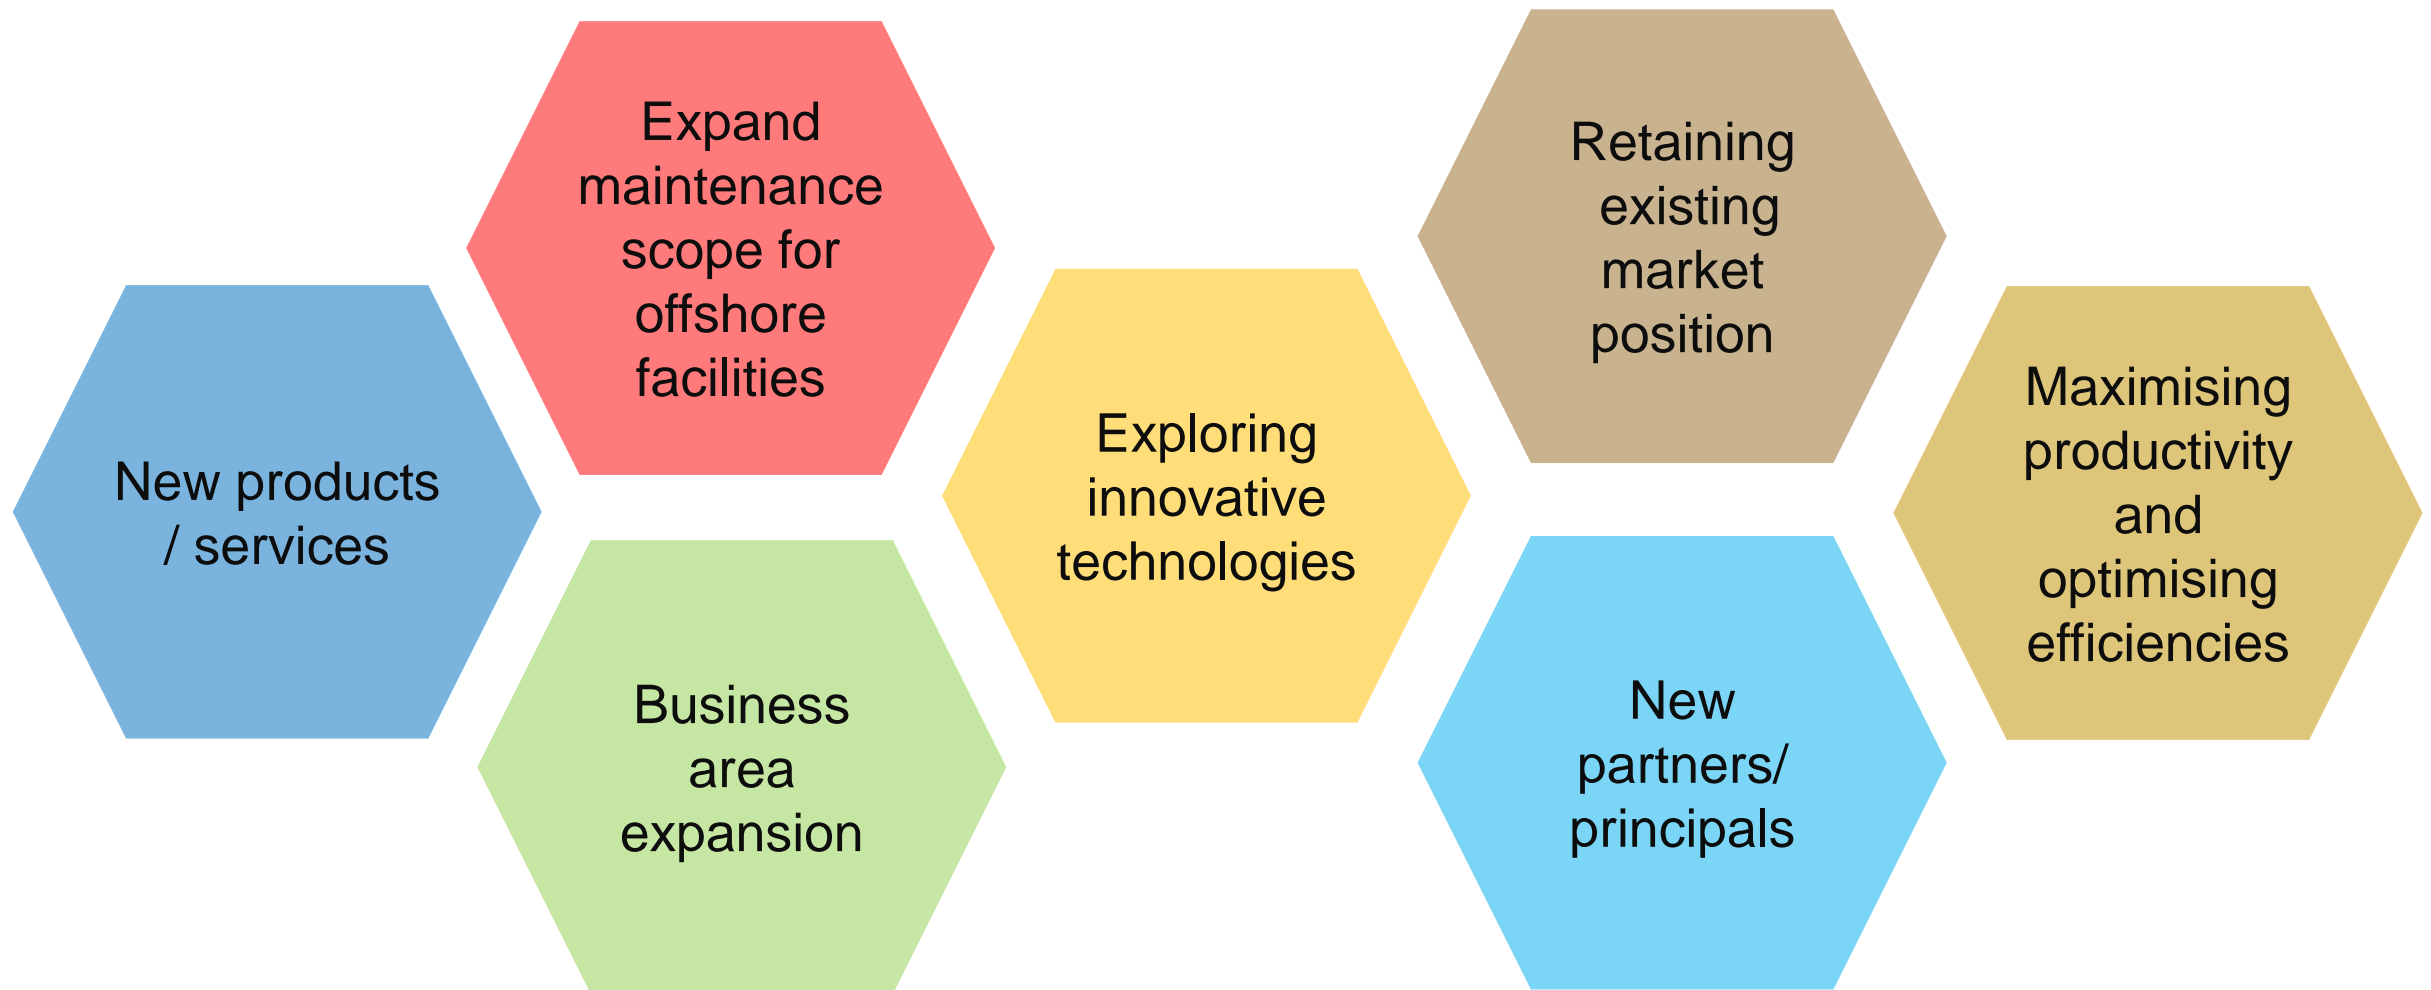 New products
/ services
Expand
maintenance
scope for
offshore
facilities
Business
area
expansion
Exploring
innovative
technologies
Retaining
existing
market
position
New
partners/
principals
Maximising
productivity
and
optimising
efficiencies